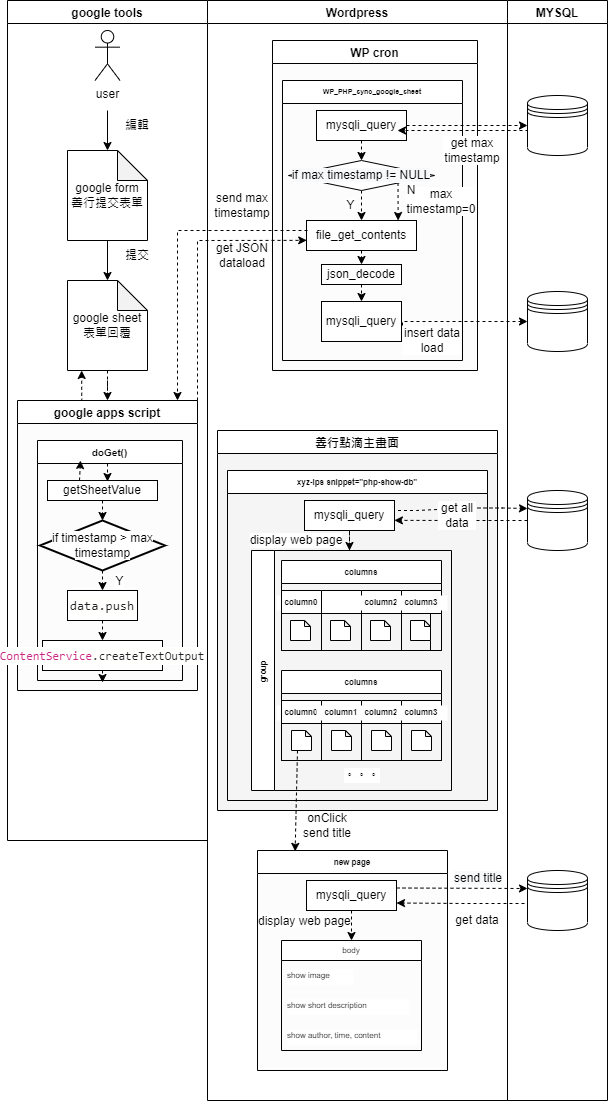 google tools
Wordpress
MYSQL
user
編輯
google form
善行提交表單
提交
google sheet
表單回覆
google apps script
doGet()
getSheetValue
if timestamp > max
timestamp
Y
data.push
ContentService.createTextOutput
WP cron
WP_PHP_sync_google_sheet
mysqli_query
get max
timestamp
if max timestamp != NULL
N
Y
max
timestamp=0
send max
timestamp
file_get_contents
get JSON
dataload
json_decode
mysqli_query
insert data
load
善行點滴主畫面
xyz-ips snippet="php-show-db"
mysqli_query
get all
data
display web page
group
columns
column0
column2
column3
columns
column0
column1
column2
column3
。。。
onClick
send title
new page
mysqli_query
send title
get data
display web page
body
show image
show short description
show author, time, content